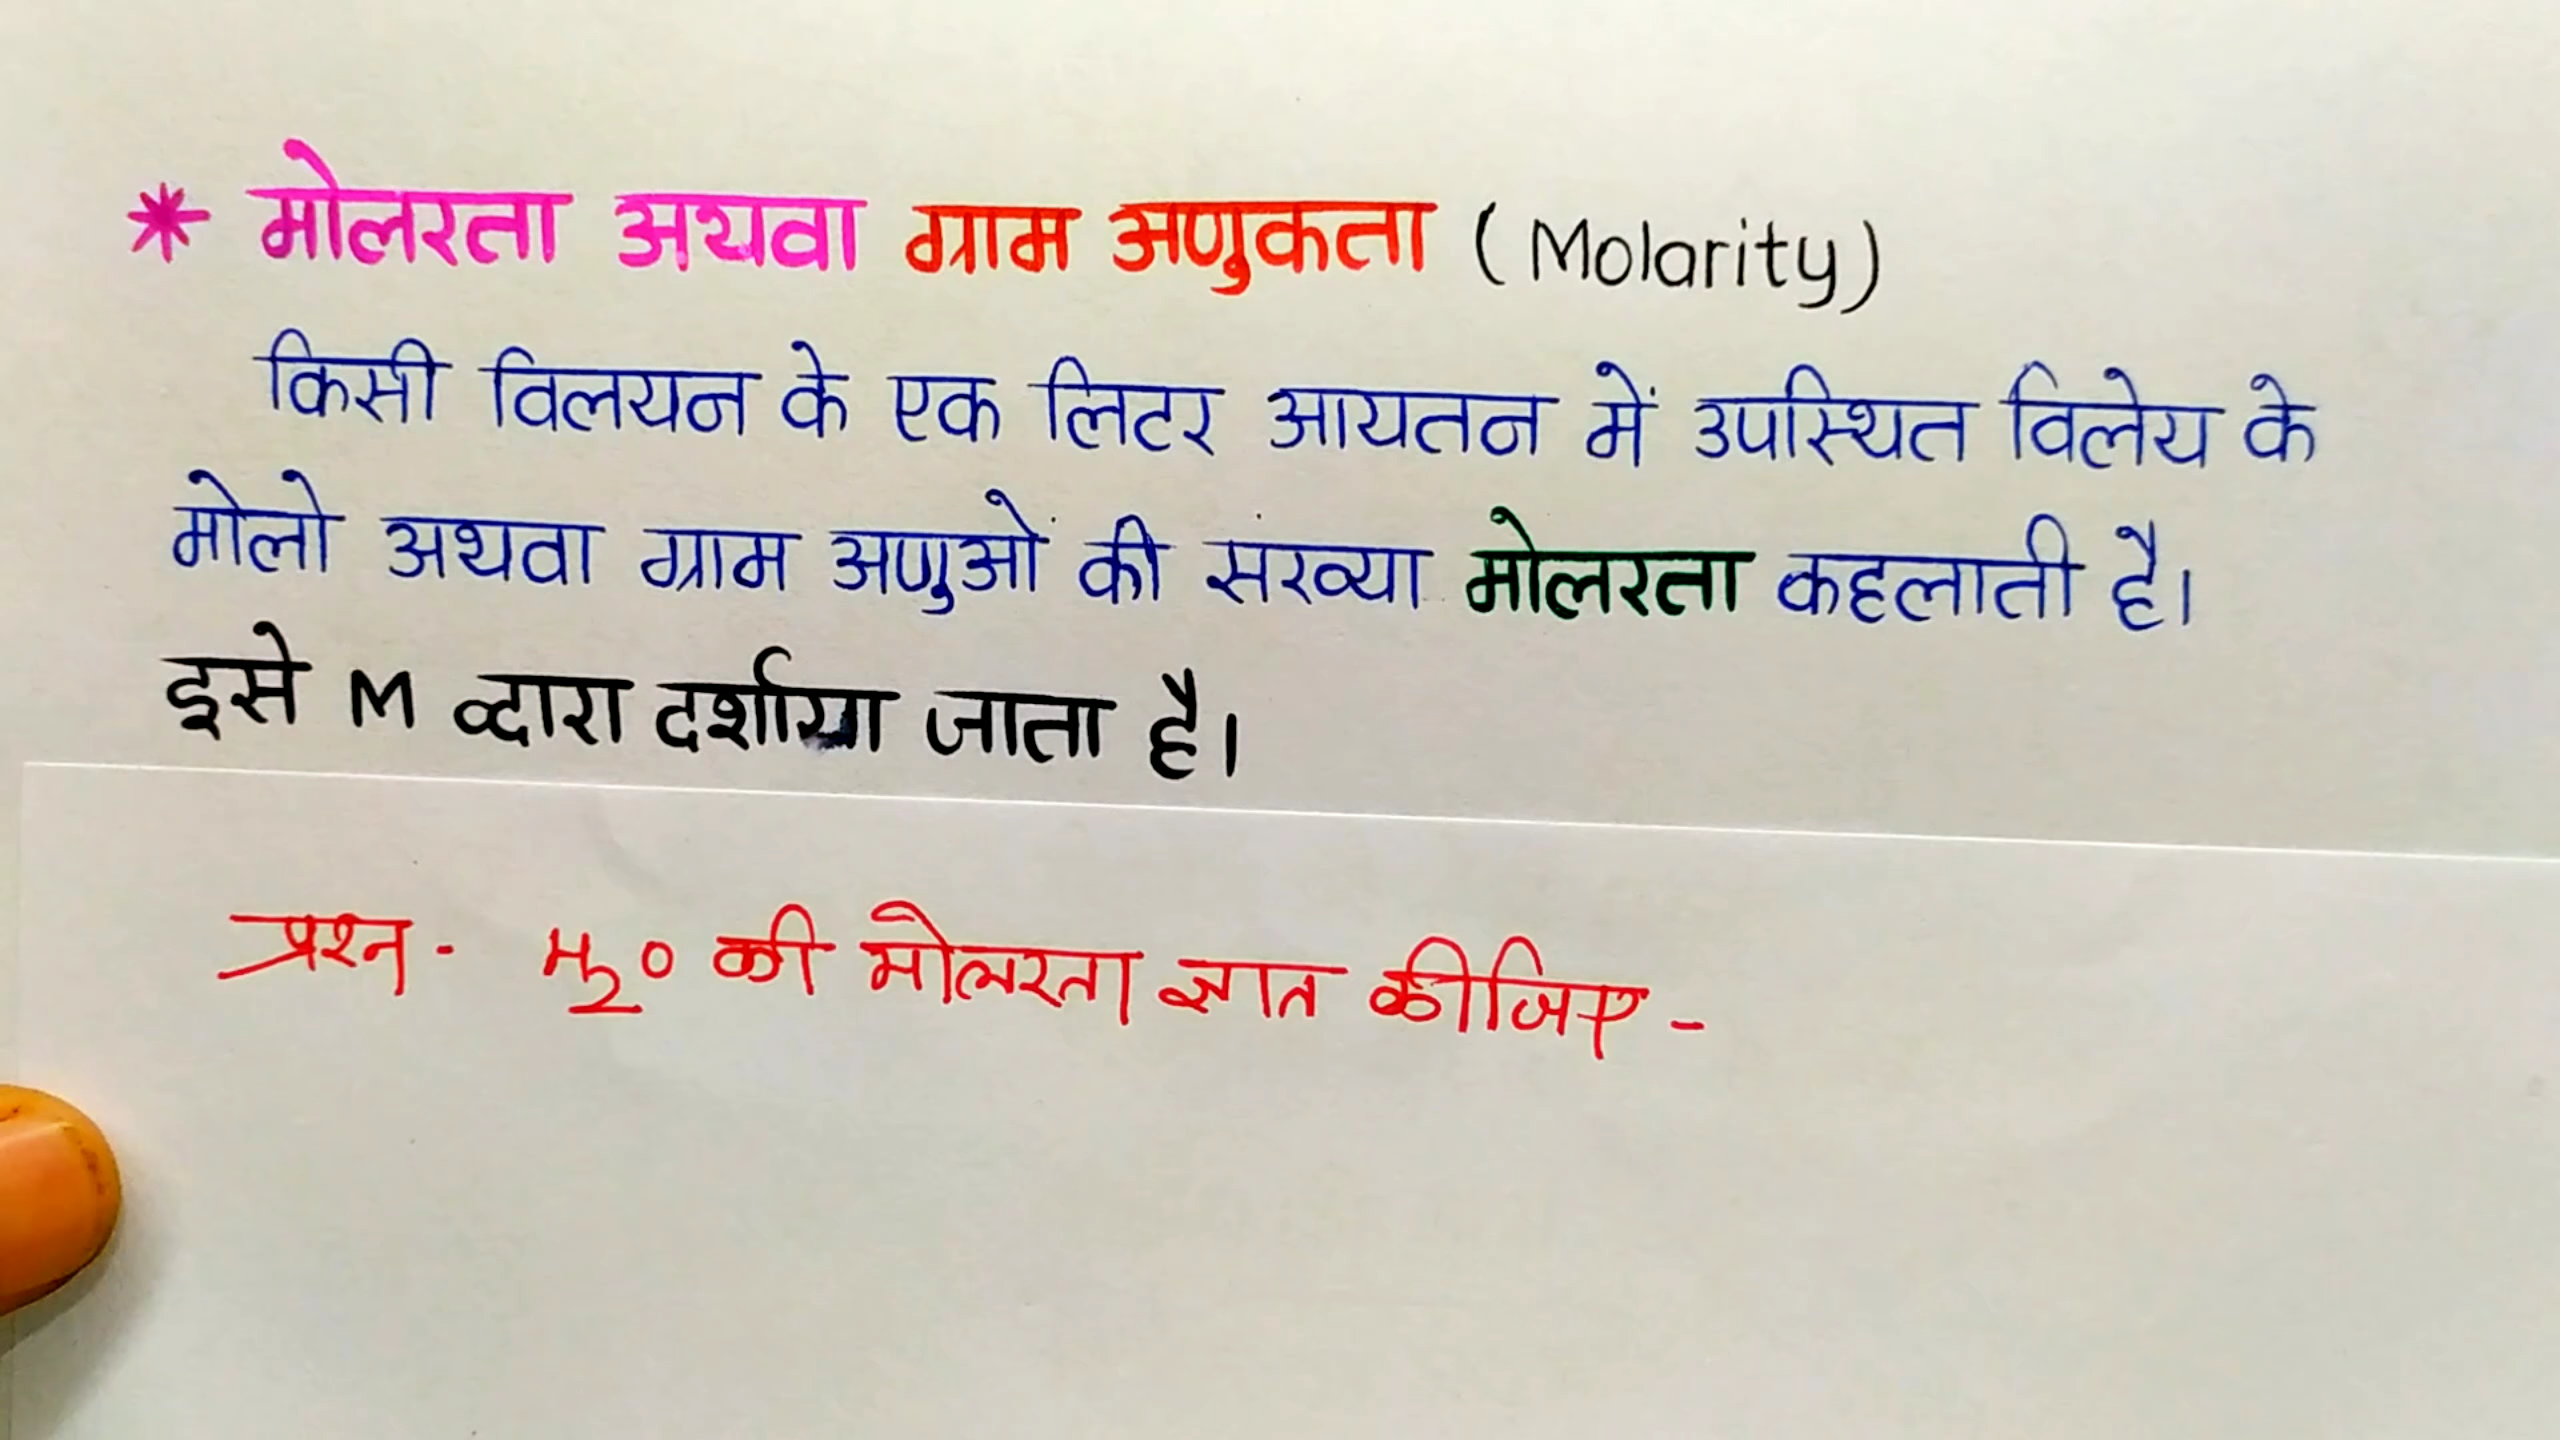 * मोलरता अथवा ग्राम अणुकता (Molarity)
किसी विलयन के एक लिटर आयतन में उपस्थित विलेय के
मोलो अथवा ग्राम अणुओं की संख्या मोलरता कहलाती है।
इसे M द्वारा दर्शाया जाता है।
प्रश्न - H₂O की मोलरता ज्ञात कीजिए -